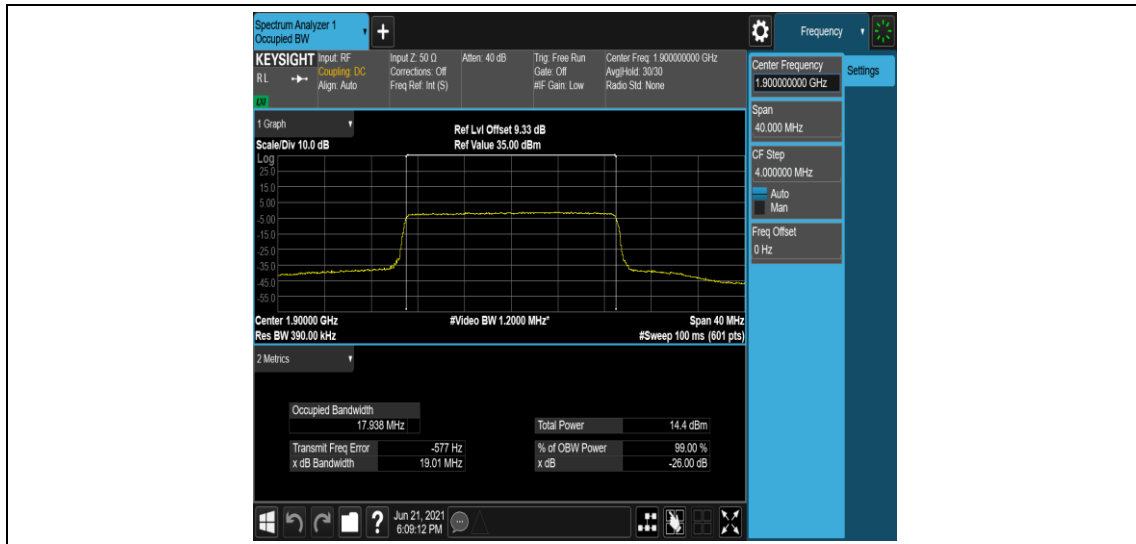 Spectrum Analyzer 1
Occupied BW
+
Frequency
KEYSIGHT
RL
LXI
Input: RF
Coupling: DC
Align: Auto
Input Z: 50 Ω
Corrections: Off
Freq Ref: Int (S)
Atten: 40 dB
Trig: Free Run
Gate: Off
#IF Gain: Low
Center Freq: 1.900000000 GHz
Avg|Hold: 30/30
Radio Std: None
Center Frequency
1.900000000 GHz
Settings
Span
40.000 MHz
CF Step
4.000000 MHz
Auto
Man
Freq Offset
0 Hz
1 Graph
Scale/Div 10.0 dB
Ref Lvl Offset 9.33 dB
Ref Value 35.00 dBm
Log
25.0
15.0
5.00
-5.00
-15.0
-25.0
-35.0
-45.0
-55.0
Center 1.90000 GHz
#Video BW 1.2000 MHz*
Span 40 MHz
Res BW 390.00 kHz
#Sweep 100 ms (601 pts)
2 Metrics
Occupied Bandwidth
17.938 MHz
Total Power 14.4 dBm
Transmit Freq Error -577 Hz
% of OBW Power 99.00 %
x dB Bandwidth 19.01 MHz
x dB -26.00 dB
?
Jun 21, 2021
6:09:12 PM